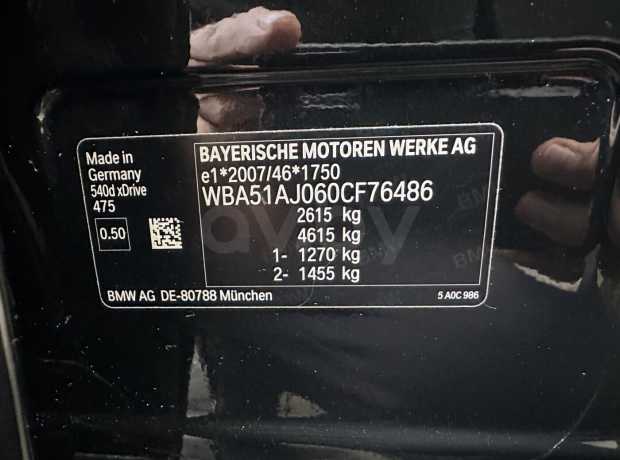 Made in
Germany
540d xDrive
475
0.50
BAYERISCHE MOTOREN WERKE AG
e1*2007/46*1750
WBA51AJ060CF76486
2615 kg
4615 kg
1- 1270 kg
2- 1455 kg
BMW AG DE-80788 München
5 A0C 986